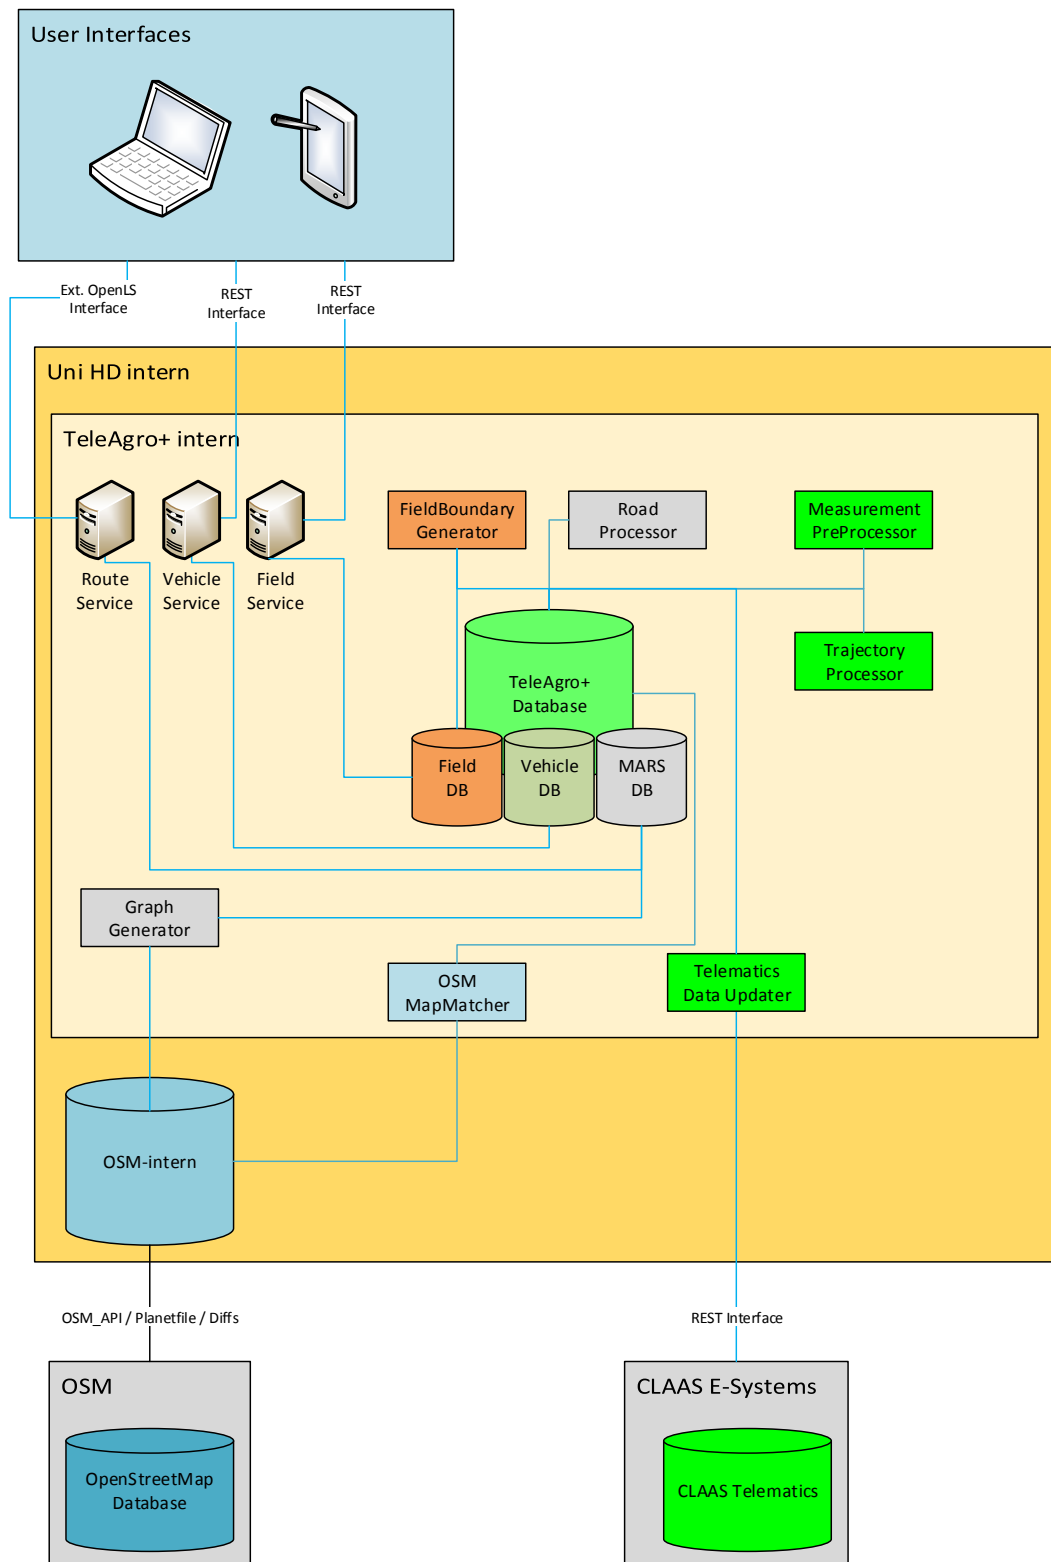 User Interfaces
Ext. OpenLS
Interface
REST
Interface
REST
Interface
Uni HD intern
TeleAgro+ intern
Route
Service
Vehicle
Service
Field
Service
FieldBoundary
Generator
Road
Processor
Measurement
PreProcessor
Trajectory
Processor
TeleAgro+
Database
Field
DB
Vehicle
DB
MARS
DB
Graph
Generator
OSM
MapMatcher
Telematics
Data Updater
OSM-intern
OSM_API / Planetfile / Diffs
REST Interface
OSM
OpenStreetMap
Database
CLAAS E-Systems
CLAAS Telematics